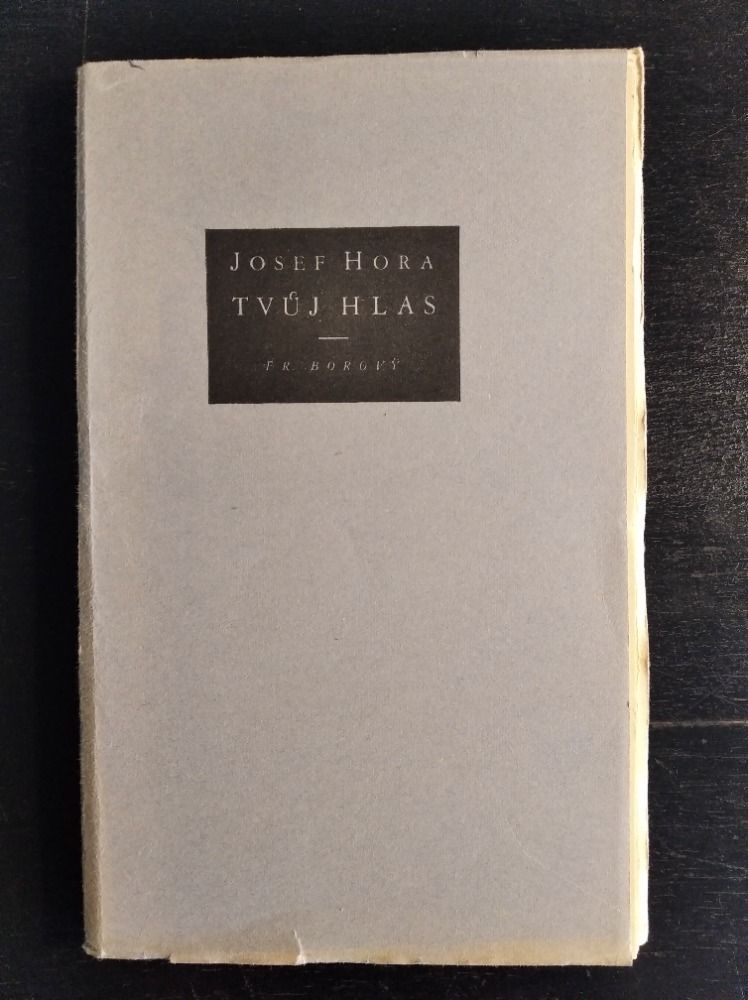 JOSEF HORA
TVŮJ HLAS
FR. BOROVÝ